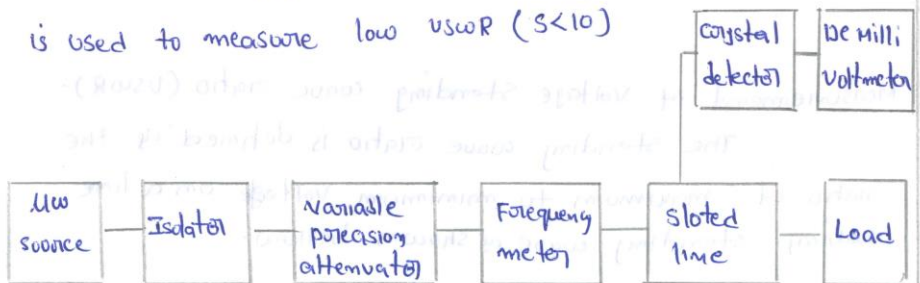 is used to measure low VSWR (S<10)
crystal
detector
DC Milli
Voltmeter
MW
source
Isolator
variable
precision
attenuator
Frequency
meter
Sloted
line
Load